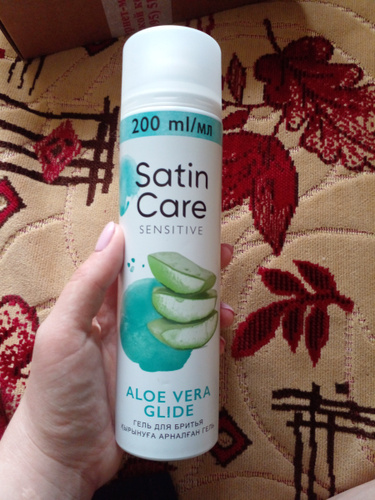 200 ml/мл
Satin
Care
SENSITIVE
ALOE VERA
GLIDE
ГЕЛЬ ДЛЯ БРИТЬЯ
ҚЫРЫНУҒА АРНАЛҒАН ГЕЛЬ